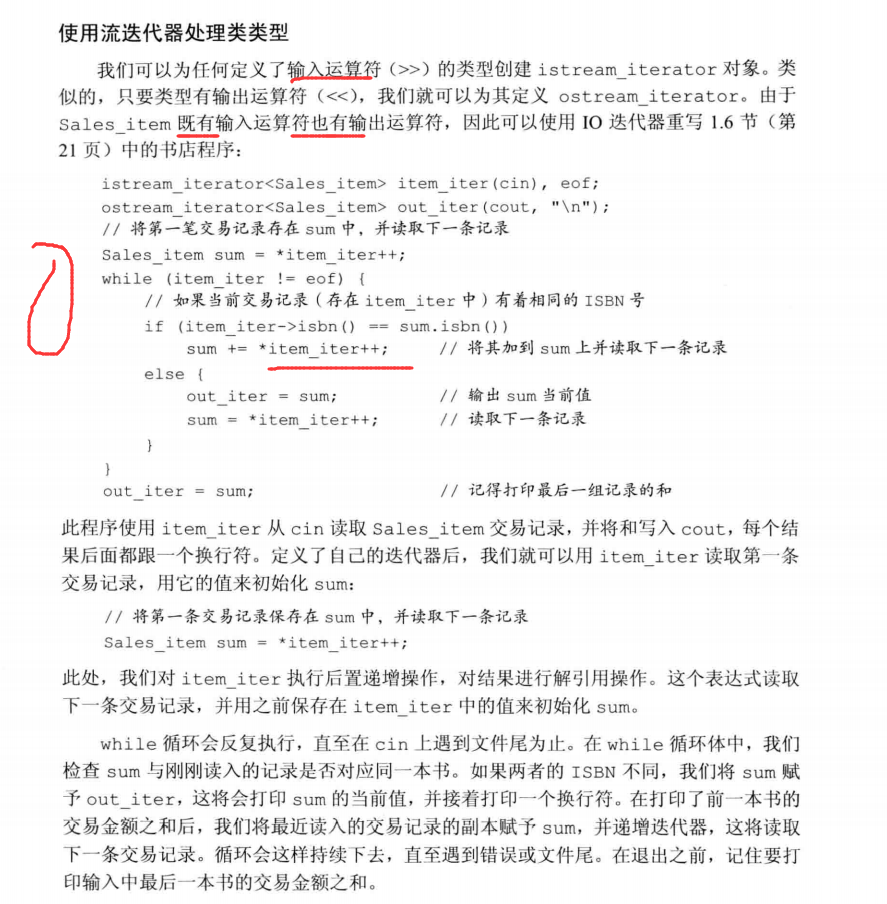 使用流迭代器处理类类型
我们可以为任何定义了输入运算符（>>）的类型创建 istream_iterator 对象。类
似的，只要类型有输出运算符（<<），我们就可以为其定义 ostream_iterator。由于
Sales_item 既有输入运算符也有输出运算符，因此可以使用 IO 迭代器重写 1.6 节（第
21 页）中的书店程序：
istream_iterator<Sales_item> item_iter(cin), eof;
ostream_iterator<Sales_item> out_iter(cout, "\n");
// 将第一笔交易记录存在 sum 中，并读取下一条记录
Sales_item sum = *item_iter++;
while (item_iter != eof) {
// 如果当前交易记录（存在 item_iter 中）有着相同的 ISBN 号
if (item_iter->isbn() == sum.isbn())
sum += *item_iter++; // 将其加到 sum 上并读取下一条记录
else {
out_iter = sum; // 输出 sum 当前值
sum = *item_iter++; // 读取下一条记录
}
}
out_iter = sum; // 记得打印最后一组记录的和
此程序使用 item_iter 从 cin 读取 Sales_item 交易记录，并将和写入 cout，每个结
果后面都跟一个换行符。定义了自己的迭代器后，我们就可以用 item_iter 读取第一条
交易记录，用它的值来初始化 sum：
// 将第一条交易记录保存在 sum 中，并读取下一条记录
Sales_item sum = *item_iter++;
此处，我们对 item_iter 执行后置递增操作，对结果进行解引用操作。这个表达式读取
下一条交易记录，并用之前保存在 item_iter 中的值来初始化 sum。
while 循环会反复执行，直至在 cin 上遇到文件尾为止。在 while 循环体中，我们
检查 sum 与刚刚读入的记录是否对应同一本书。如果两者的 ISBN 不同，我们将 sum 赋
予 out_iter，这将会打印 sum 的当前值，并接着打印一个换行符。在打印了前一本书的
交易金额之和后，我们将最近读入的交易记录的副本赋予 sum，并递增迭代器，这将读取
下一条交易记录。循环会这样持续下去，直至遇到错误或文件尾。在退出之前，记住要打
印输入中最后一本书的交易金额之和。